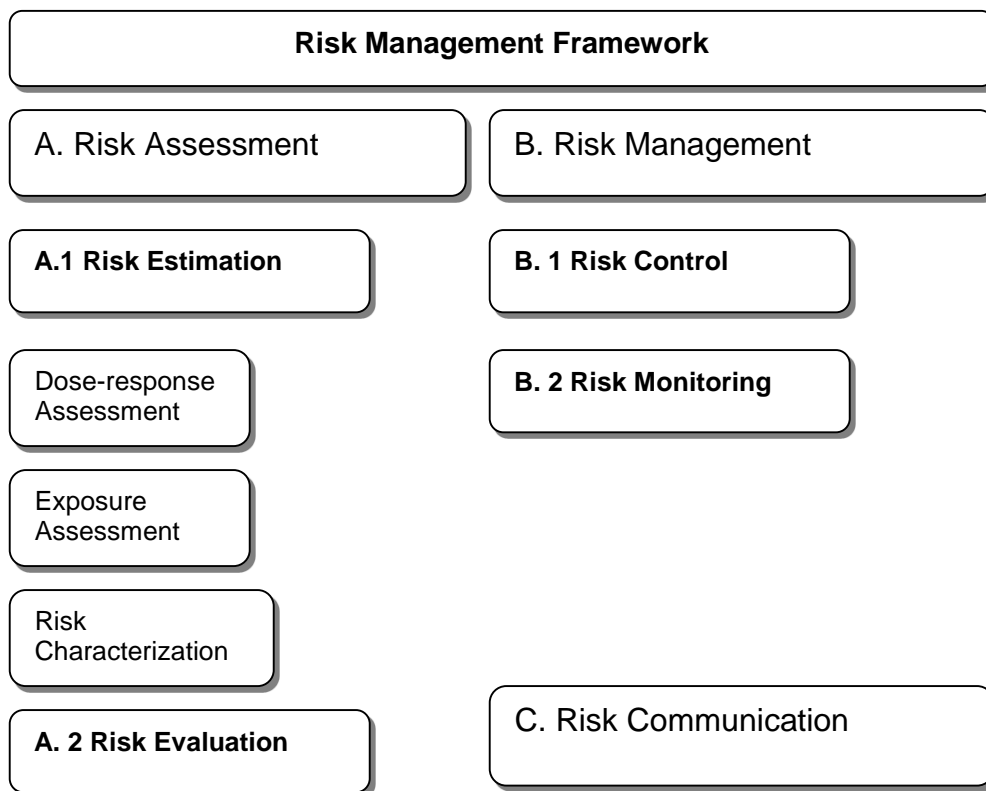 Risk Management Framework
A. Risk Assessment
B. Risk Management
A.1 Risk Estimation
B. 1 Risk Control
Dose-response
Assessment
B. 2 Risk Monitoring
Exposure
Assessment
Risk
Characterization
C. Risk Communication
A. 2 Risk Evaluation